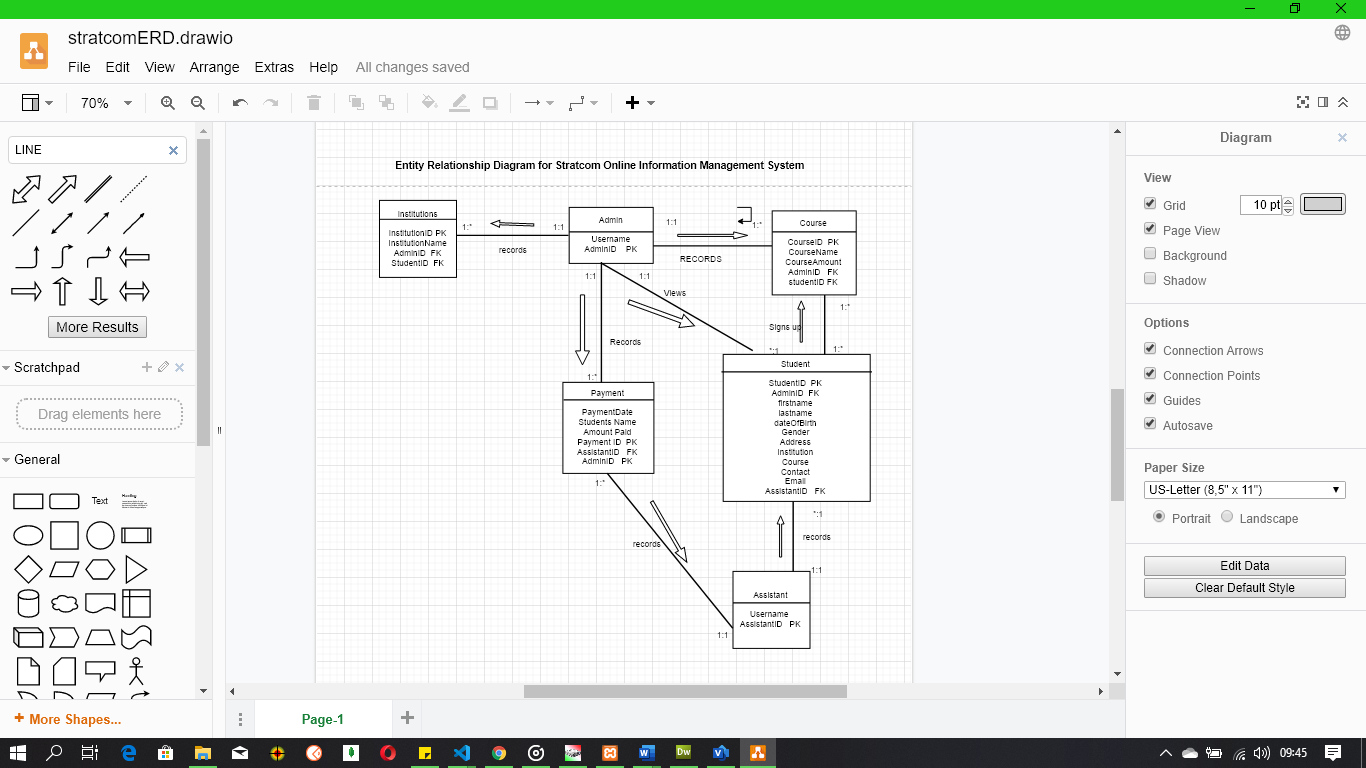 stratcomERD.drawio
File Edit View Arrange Extras Help All changes saved
70%
LINE
More Results
Scratchpad
Drag elements here
General
Text
Heading
More Shapes...
Entity Relationship Diagram for Stratcom Online Information Management System
Institutions
InstitutionID PK
InstitutionName
AdminID FK
StudentID FK
1:*
1:1
records
Admin
Username
AdminID PK
1:1
1:*
RECORDS
Course
CourseID PK
CourseName
CourseAmount
AdminID FK
studentID FK
1:1
1:1
Views
Records
1:*
Signs up
1:*
*:1
1:*
Payment
PaymentDate
Students Name
Amount Paid
Payment ID PK
AssistantID FK
AdminID PK
1:*
Student
StudentID PK
AdminID FK
firstname
lastname
dateOfBirth
Gender
Address
Institution
Course
Contact
Email
AssistantID FK
*:1
records
records
1:1
Assistant
Username
AssistantID PK
1:1
Page-1
Diagram
View
Grid
10 pt
Page View
Background
Shadow
Options
Connection Arrows
Connection Points
Guides
Autosave
Paper Size
US-Letter (8,5" x 11")
Portrait Landscape
Edit Data
Clear Default Style
09:45